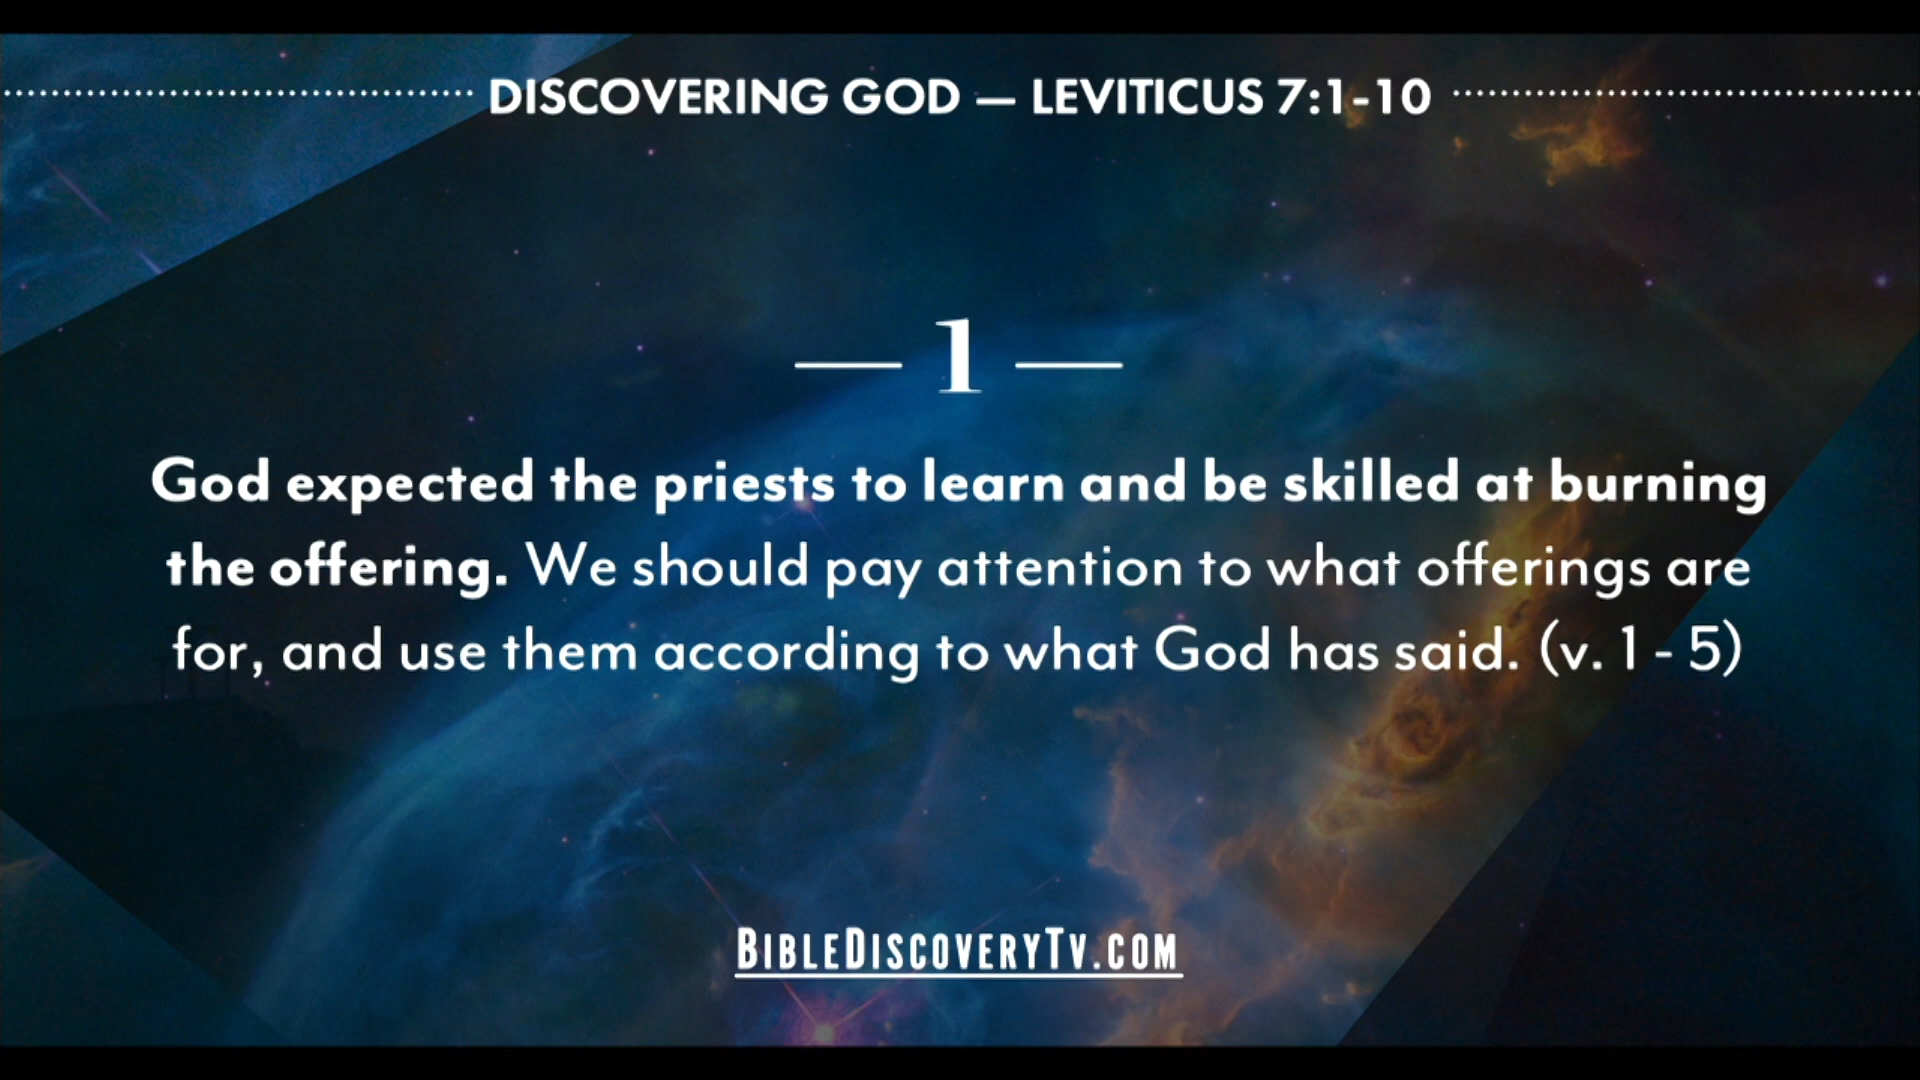 DISCOVERING GOD — LEVITICUS 7:1-10
— 1 —
God expected the priests to learn and be skilled at burning
the offering. We should pay attention to what offerings are
for, and use them according to what God has said. (v. 1 - 5)
BIBLEDISCOVERYTV.COM